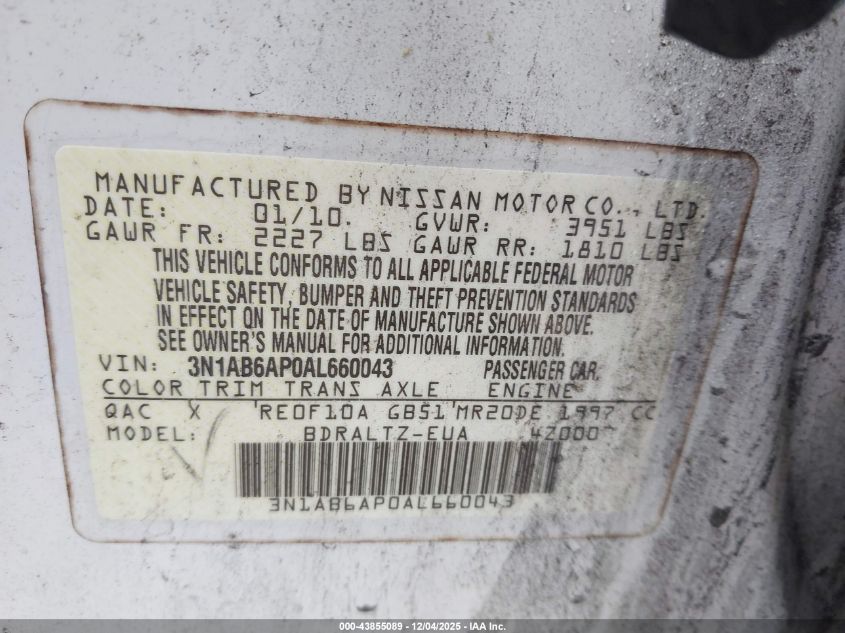 MANUFACTURED BY NISSAN MOTOR CO., LTD.
DATE: 01/10. GVWR: 3951 LBS
GAWR FR: 2227 LBS GAWR RR: 1810 LBS
THIS VEHICLE CONFORMS TO ALL APPLICABLE FEDERAL MOTOR
VEHICLE SAFETY, BUMPER AND THEFT PREVENTION STANDARDS
IN EFFECT ON THE DATE OF MANUFACTURE SHOWN ABOVE.
SEE OWNER'S MANUAL FOR ADDITIONAL INFORMATION.
VIN: 3N1AB6AP0AL660043 PASSENGER CAR.
COLOR TRIM TRANS AXLE ENGINE
QAC X RE0F10A GB51 MR20DE 1997 CC
MODEL: BDRALTZ-EUA 4Z000
3N1AB6AP0AL660043
000-43855089 - 12/04/2025 - IAA Inc.